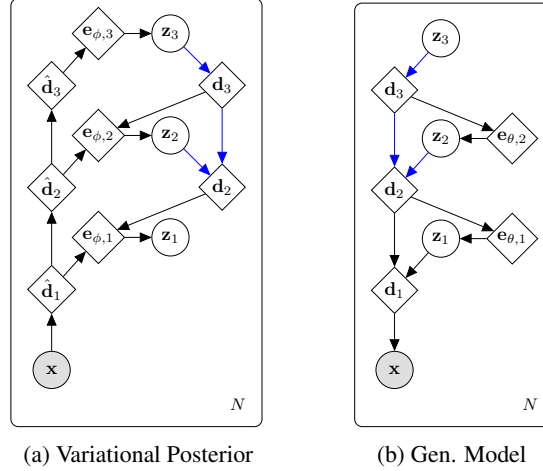 e_ϕ,3 z_3
d̂_3 d_3
e_ϕ,2 z_2
d̂_2 d_2
e_ϕ,1 z_1
d̂_1
x
N
(a) Variational Posterior
z_3
d_3
z_2 e_θ,2
d_2
z_1 e_θ,1
d_1
x
N
(b) Gen. Model